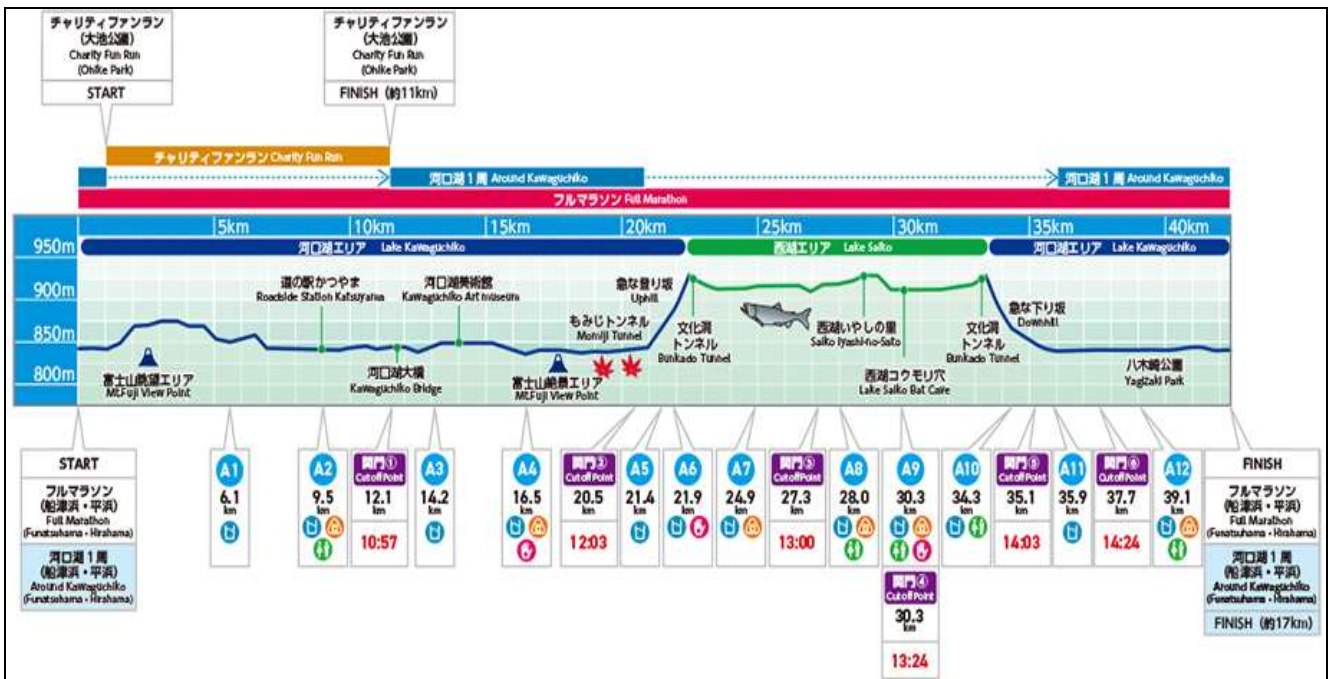 チャリティファンラン
(大池公園)
Charity Fun Run
(Ohike Park)
START
チャリティファンラン
(大池公園)
Charity Fun Run
(Ohike Park)
FINISH (約11km)
チャリティファンラン Charity Fun Run
河口湖1周 Around Kawaguchiko
河口湖1周 Around Kawaguchiko
フルマラソン Full Marathon
5km
10km
15km
20km
25km
30km
35km
40km
950m
900m
850m
800m
河口湖エリア Lake Kawaguchiko
西湖エリア Lake Saiko
河口湖エリア Lake Kawaguchiko
富士山眺望エリア
Mt.Fuji View Point
道の駅かつやま
Roadside Station Katsuyama
河口湖大橋
Kawaguchiko Bridge
河口湖美術館
Kawaguchiko Art museum
富士山絶景エリア
Mt.Fuji View Point
もみじトンネル
Momiji Tunnel
急な登り坂
Uphill
文化洞
トンネル
Bunkado Tunnel
西湖いやしの里
Saiko Iyashi-no-Sato
西湖コウモリ穴
Lake Saiko Bat Cave
文化洞
トンネル
Bunkado Tunnel
急な下り坂
Downhill
八木崎公園
Yagizaki Park
START
フルマラソン
(船津浜・平浜)
Full Marathon
(Funatsuhama・Hirahama)
河口湖1周
(船津浜・平浜)
Around Kawaguchiko
(Funatsuhama・Hirahama)
A1
6.1
km
A2
9.5
km
関門①
Cutoff Point
12.1
km
10:57
A3
14.2
km
A4
16.5
km
関門②
Cutoff Point
20.5
km
12:03
A5
21.4
km
A6
21.9
km
A7
24.9
km
関門③
Cutoff Point
27.3
km
13:00
A8
28.0
km
A9
30.3
km
関門④
Cutoff Point
30.3
km
13:24
A10
34.3
km
関門⑤
Cutoff Point
35.1
km
14:03
A11
35.9
km
関門⑥
Cutoff Point
37.7
km
14:24
A12
39.1
km
FINISH
フルマラソン
(船津浜・平浜)
Full Marathon
(Funatsuhama・Hirahama)
河口湖1周
(船津浜・平浜)
Around Kawaguchiko
(Funatsuhama・Hirahama)
FINISH (約17km)